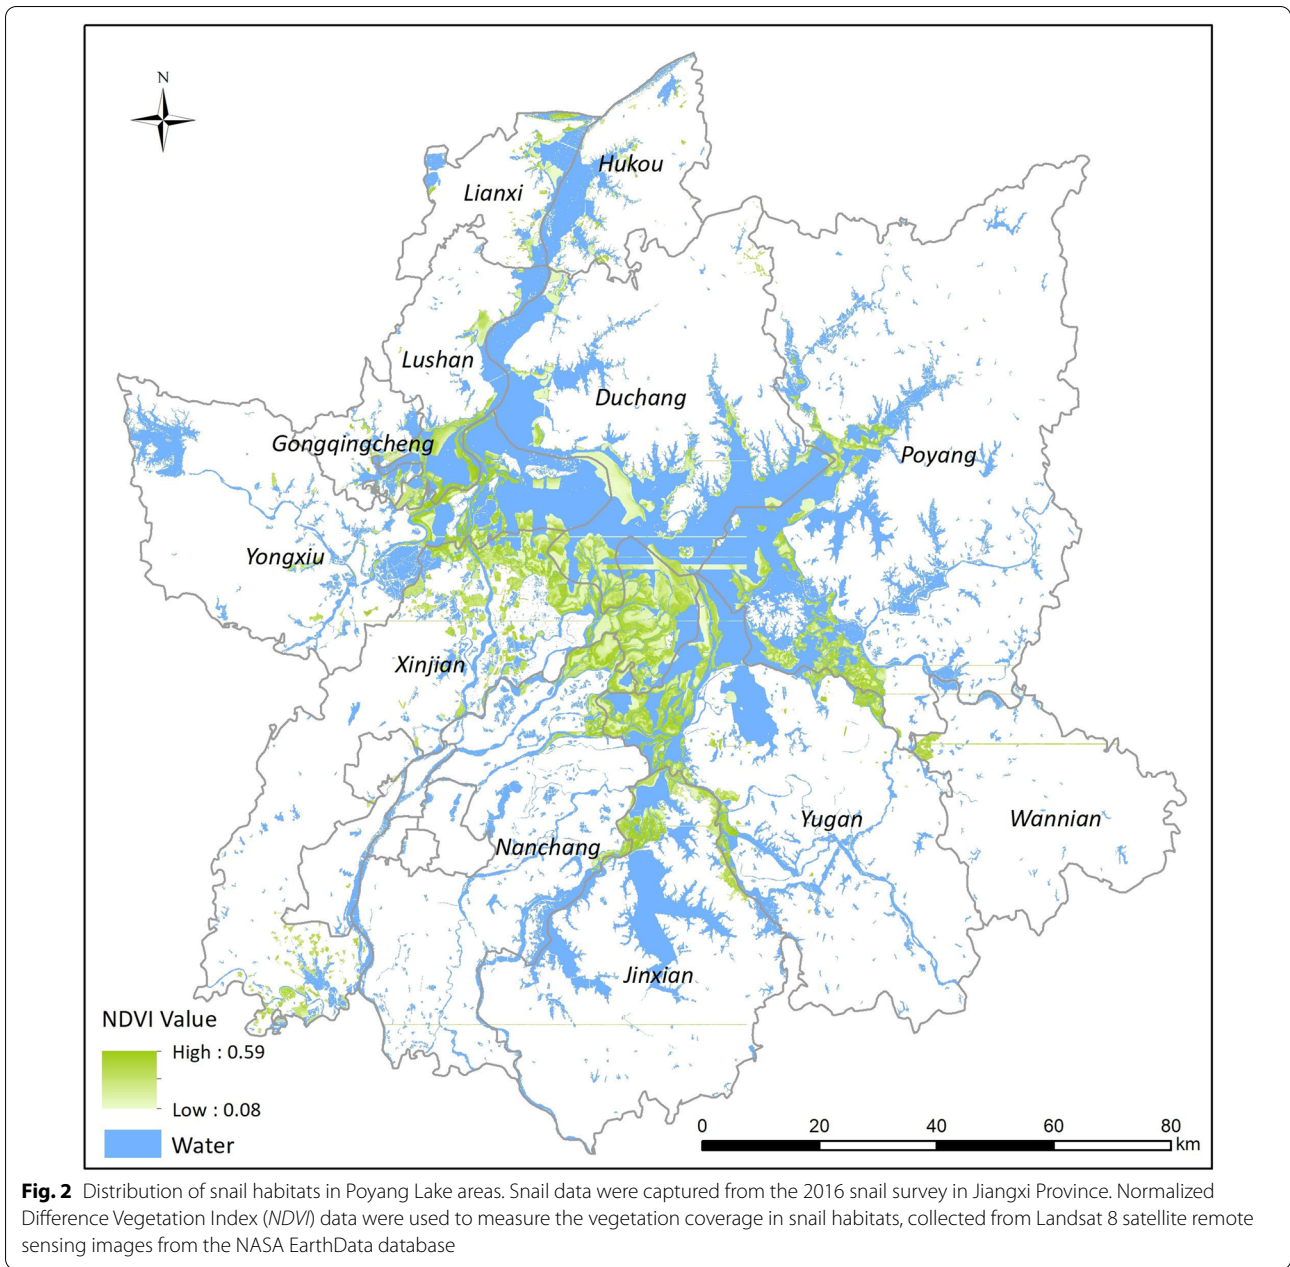 N
Hukou
Lianxi
Lushan
Duchang
Gongqingcheng
Poyang
Yongxiu
Xinjian
Yugan
Wannian
Nanchang
Jinxian
NDVI Value
High : 0.59
Low : 0.08
Water
0 20 40 60 80
km
Fig. 2 Distribution of snail habitats in Poyang Lake areas. Snail data were captured from the 2016 snail survey in Jiangxi Province. Normalized
Difference Vegetation Index (NDVI) data were used to measure the vegetation coverage in snail habitats, collected from Landsat 8 satellite remote
sensing images from the NASA EarthData database